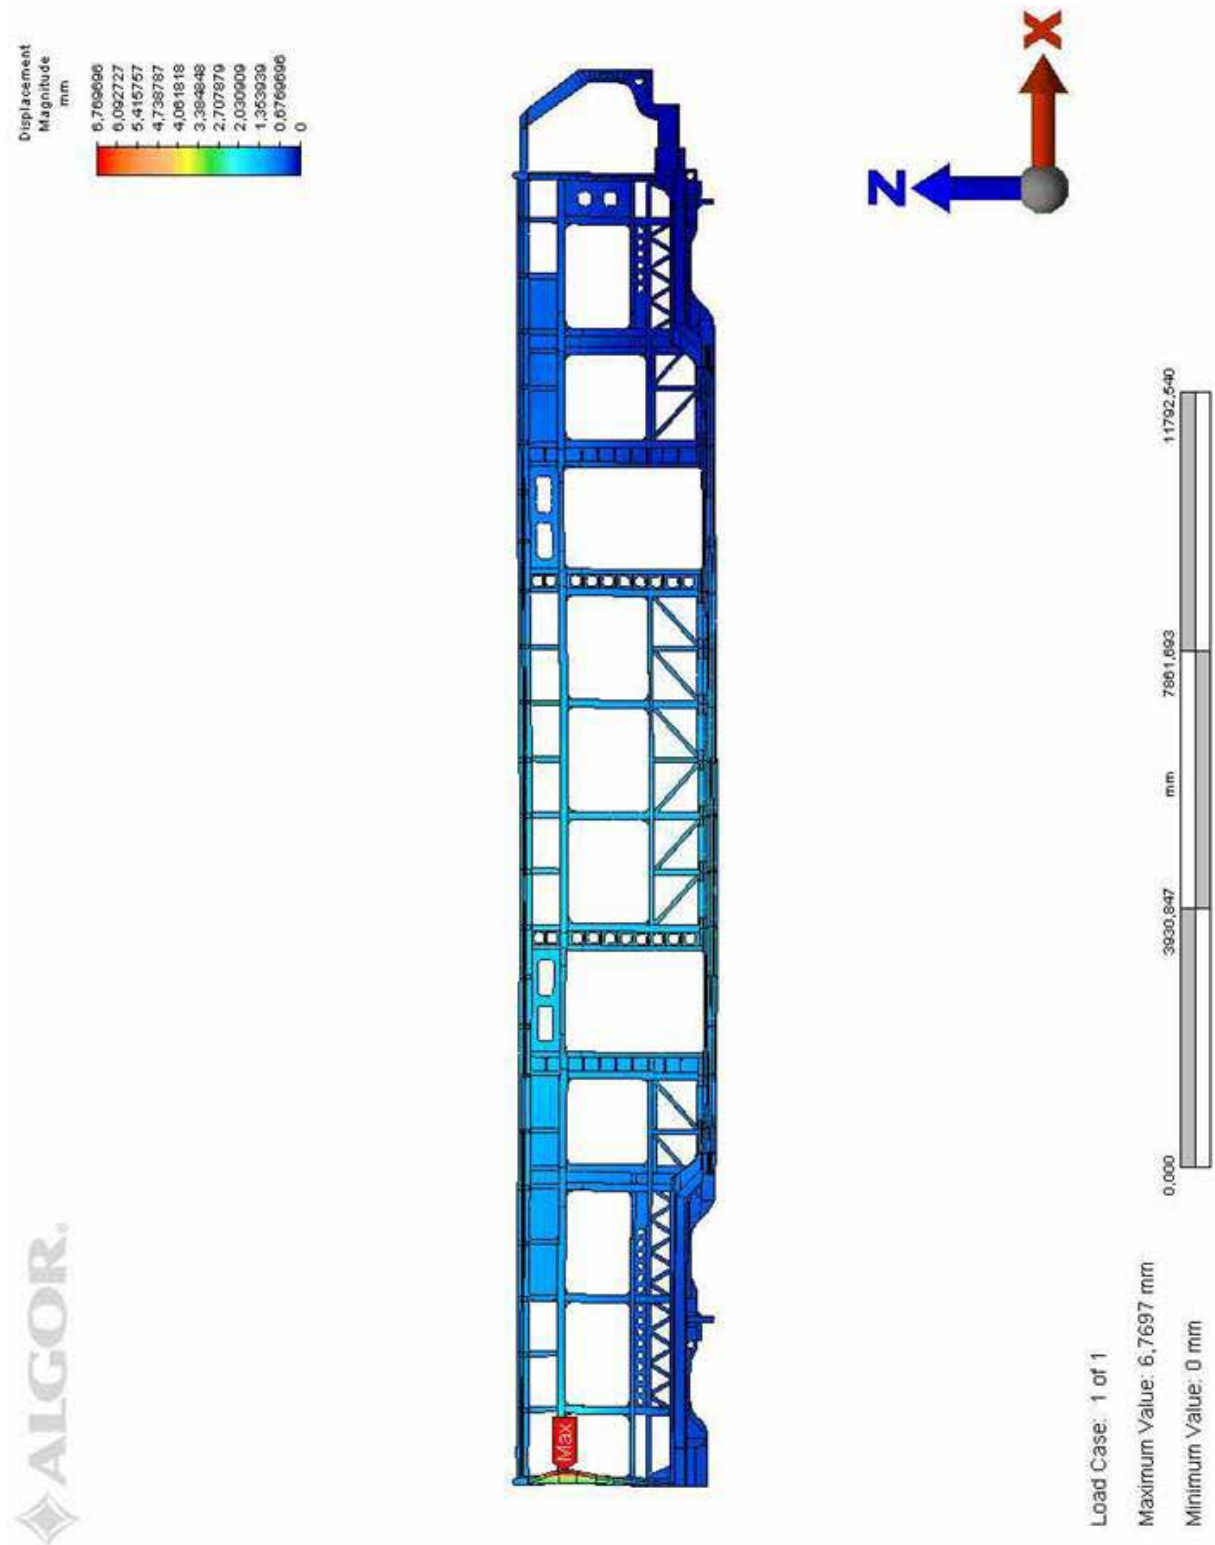 ALGOR.
Displacement
Magnitude
mm
6,769696
6,092727
5,415757
4,738787
4,061818
3,384848
2,707879
2,030909
1,353939
0,6769696
0
Max
Z
X
Load Case: 1 of 1
Maximum Value: 6,7697 mm
Minimum Value: 0 mm
0,000
3930,847
mm
7861,693
11792,540